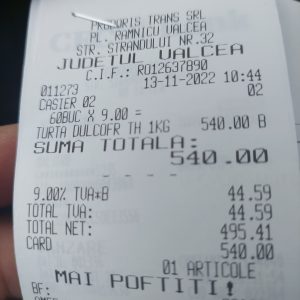 PRODORIS TRANS SRL
PL. RAMNICU VALCEA
STR. STRANDULUI NR.32
JUDETUL VALCEA
C.I.F.: RO12637890
011273 13-11-2022 10:44
CASIER 02 02
60BUC X 9.00 =
TURTA DULCOFR TH 1KG 540.00 B
SUMA TOTALA:
540.00
- - - -
9.00% TVA*B 44.59
TOTAL TVA: 44.59
TOTAL NET: 495.41
CARD 540.00
01 ARTICOLE
MAI POFTITI!
BF: